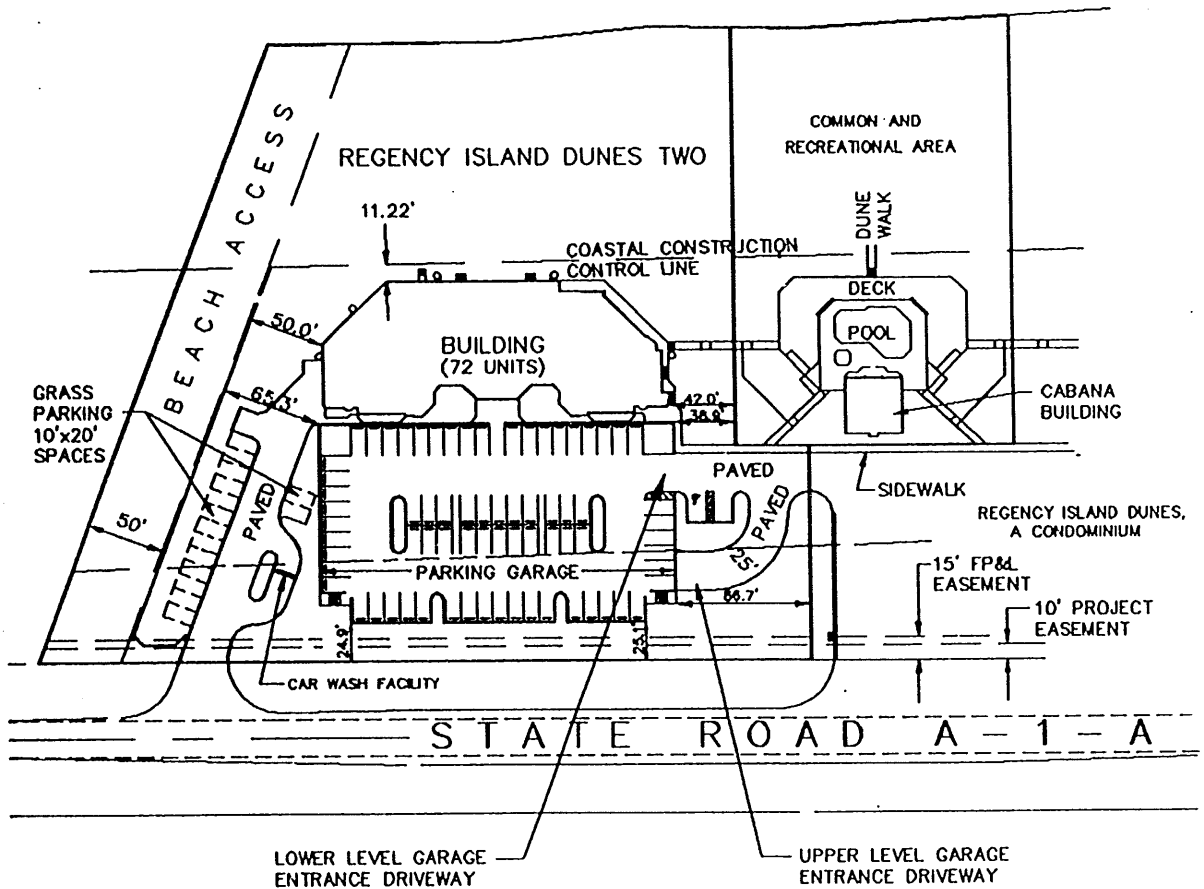 COMMON AND
RECREATIONAL AREA
BEACH ACCESS
REGENCY ISLAND DUNES TWO
DUNE
WALK
11.22'
COASTAL CONSTRUCTION
CONTROL LINE
DECK
50.0'
POOL
BUILDING
(72 UNITS)
GRASS
PARKING
10'x20'
SPACES
65.3'
42.0'
38.9'
CABANA
BUILDING
PAVED
SIDEWALK
PAVED
PAVED
50'
REGENCY ISLAND DUNES,
A CONDOMINIUM
25'
PARKING GARAGE
15' FP&L
EASEMENT
10' PROJECT
EASEMENT
24.9'
25.1'
CAR WASH FACILITY
STATE ROAD A-1-A
LOWER LEVEL GARAGE
ENTRANCE DRIVEWAY
UPPER LEVEL GARAGE
ENTRANCE DRIVEWAY